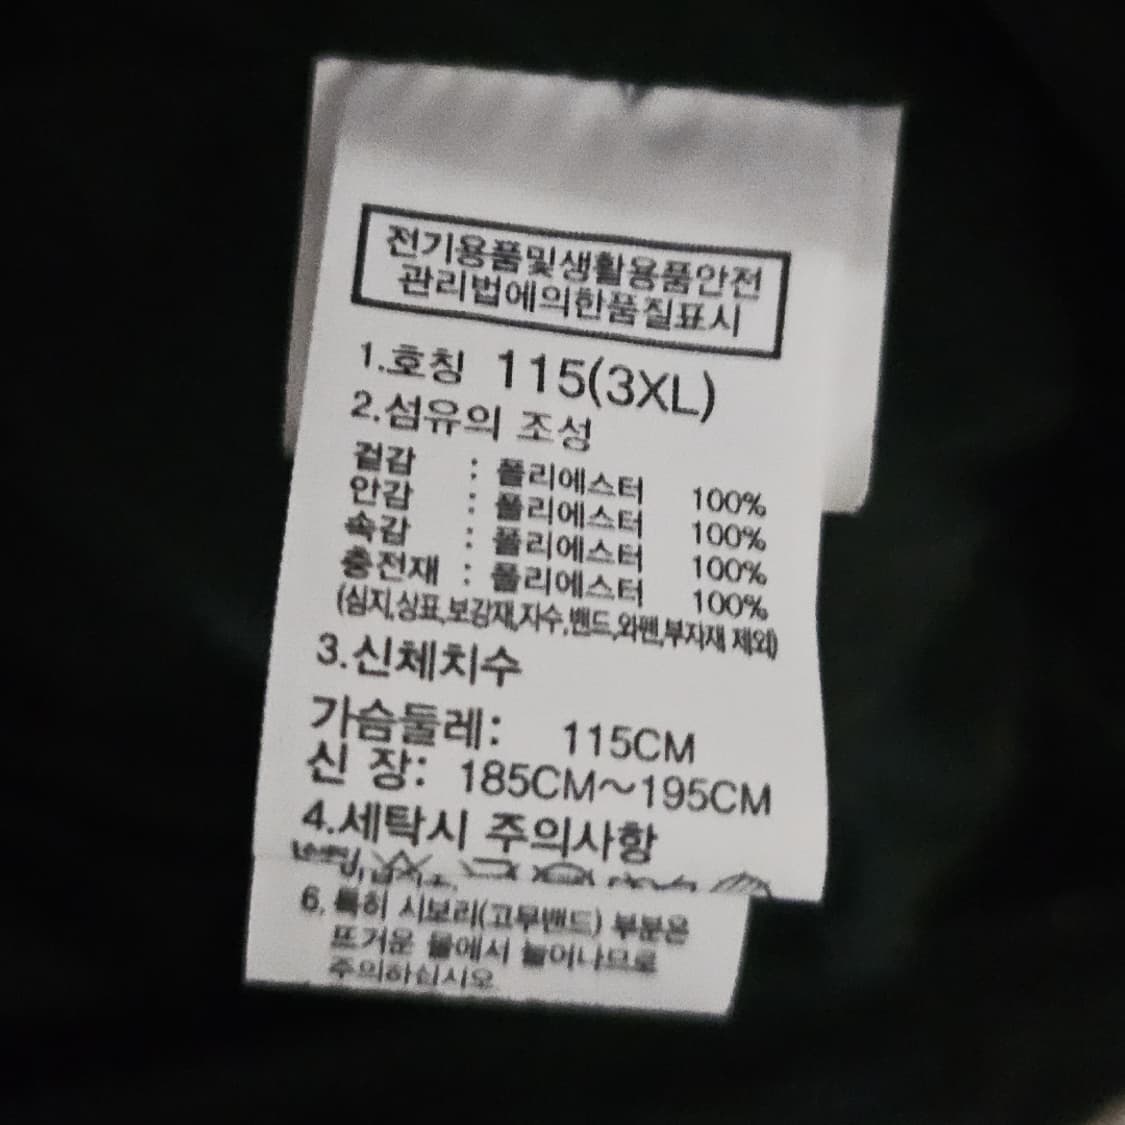 전기용품및생활용품안전
관리법에의한품질표시
1.호칭 115(3XL)
2.섬유의 조성
겉감 : 폴리에스터 100%
안감 : 폴리에스터 100%
속감 : 폴리에스터 100%
충전재 : 폴리에스터 100%
(심지,상표,보강재,자수,밴드,와펜,부자재 제외)
3.신체치수
가슴둘레: 115CM
신 장: 185CM~195CM
4.세탁시 주의사항
6. 특히 시보리(고무밴드) 부분은
뜨거운 물에서 늘어나므로
주의하십시오